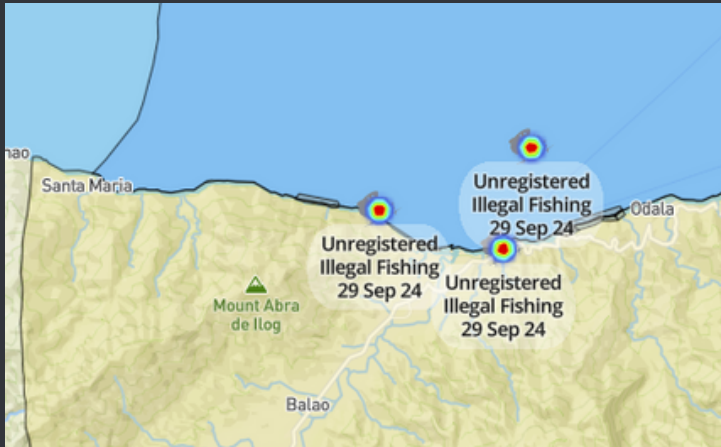 nao
Santa Maria
Unregistered
Illegal Fishing
29 Sep 24
Odala
Unregistered
Illegal Fishing
29 Sep 24
Unregistered
Illegal Fishing
29 Sep 24
Mount Abra
de Ilog
Balao